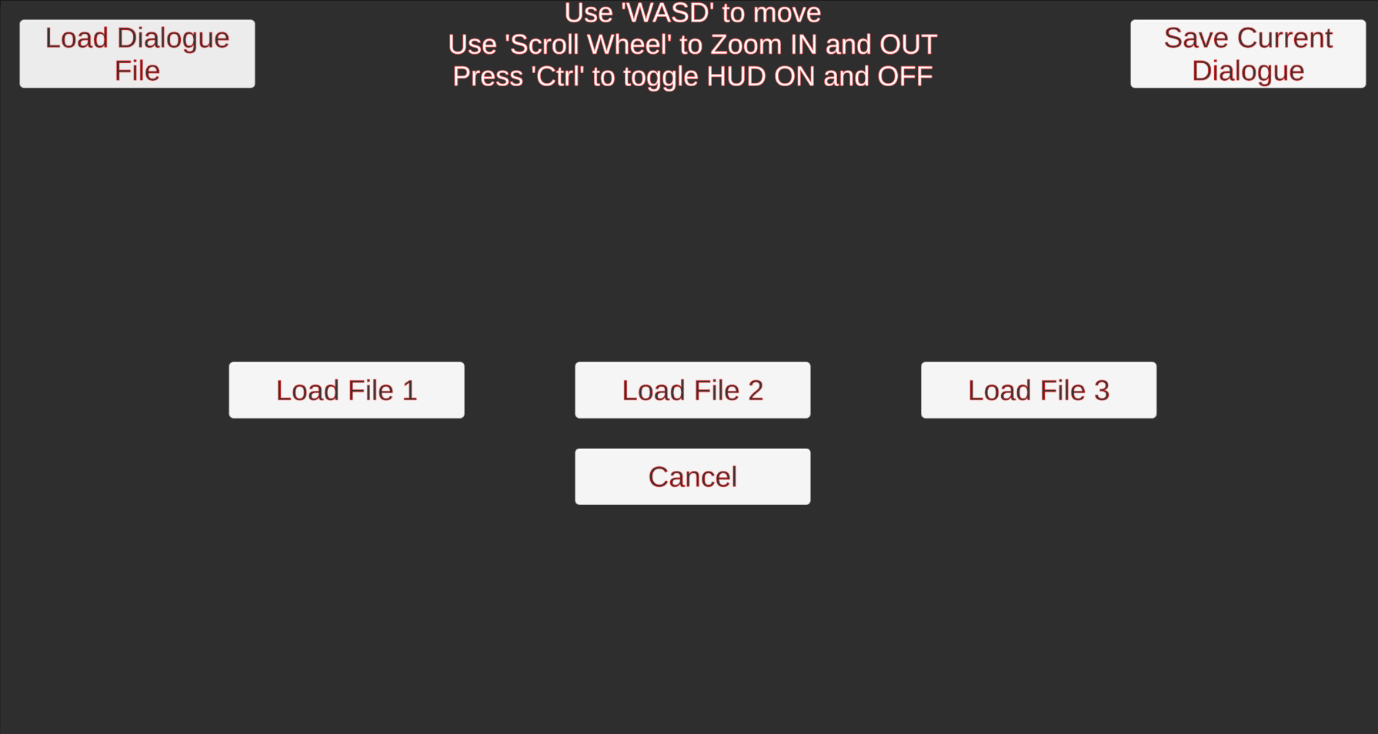 Use 'WASD' to move
Load Dialogue
File
Use 'Scroll Wheel' to Zoom IN and OUT
Press 'Ctrl' to toggle HUD ON and OFF
Save Current
Dialogue
Load File 1
Load File 2
Load File 3
Cancel